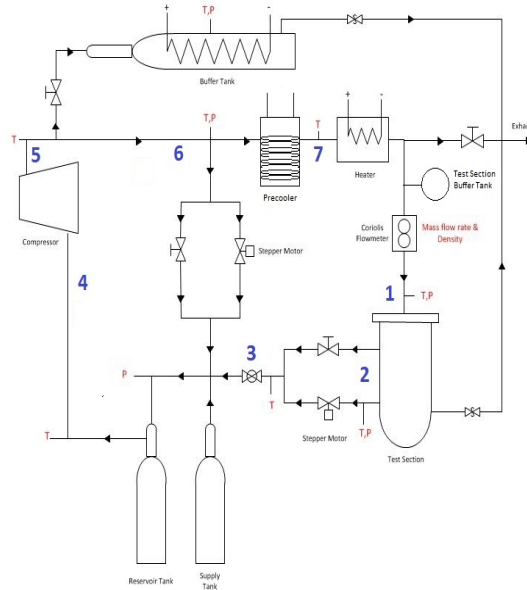 +
T,P
-
Buffer Tank
T,P
T
5
6
T
7
+
-
Heater
Exhau
Precooler
Test Section
Buffer Tank
Compressor
Stepper Motor
Coriolis
Flowmeter
Mass flow rate &
Density
4
1
T,P
3
2
P
T
T,P
T
Stepper Motor
Test Section
Reservoir Tank
Supply
Tank